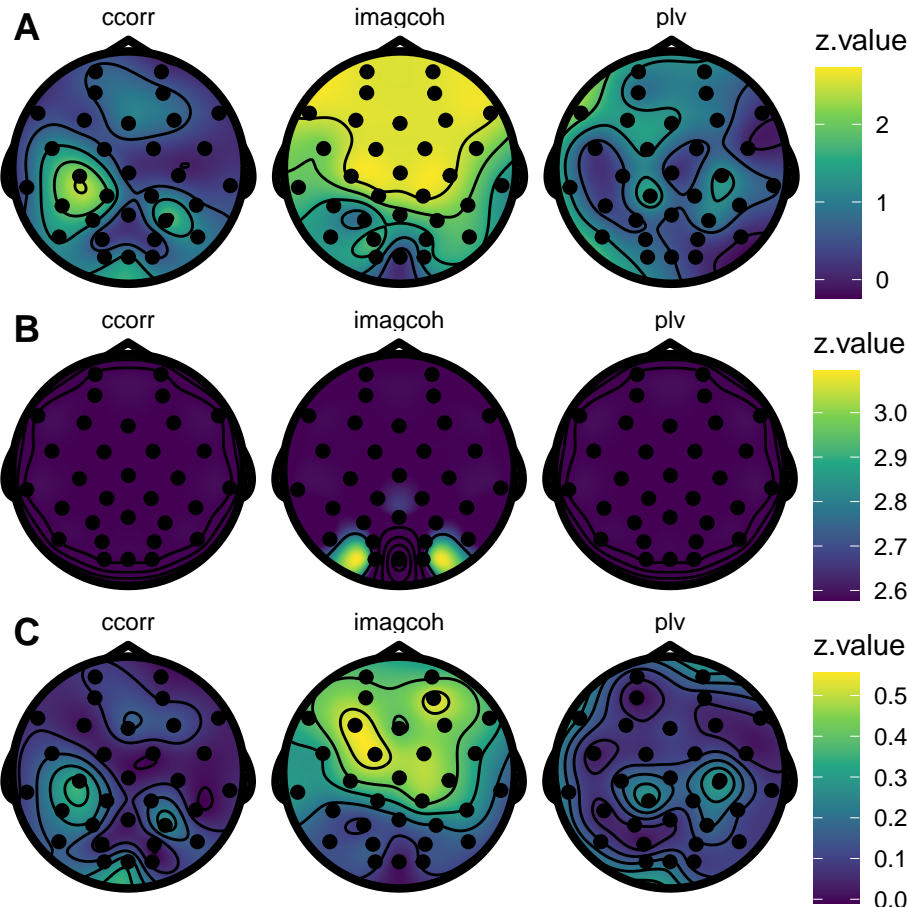 A
ccorr
imagcoh
plv
z.value
2
1
0
B
ccorr
imagcoh
plv
z.value
3.0
2.9
2.8
2.7
2.6
C
ccorr
imagcoh
plv
z.value
0.5
0.4
0.3
0.2
0.1
0.0